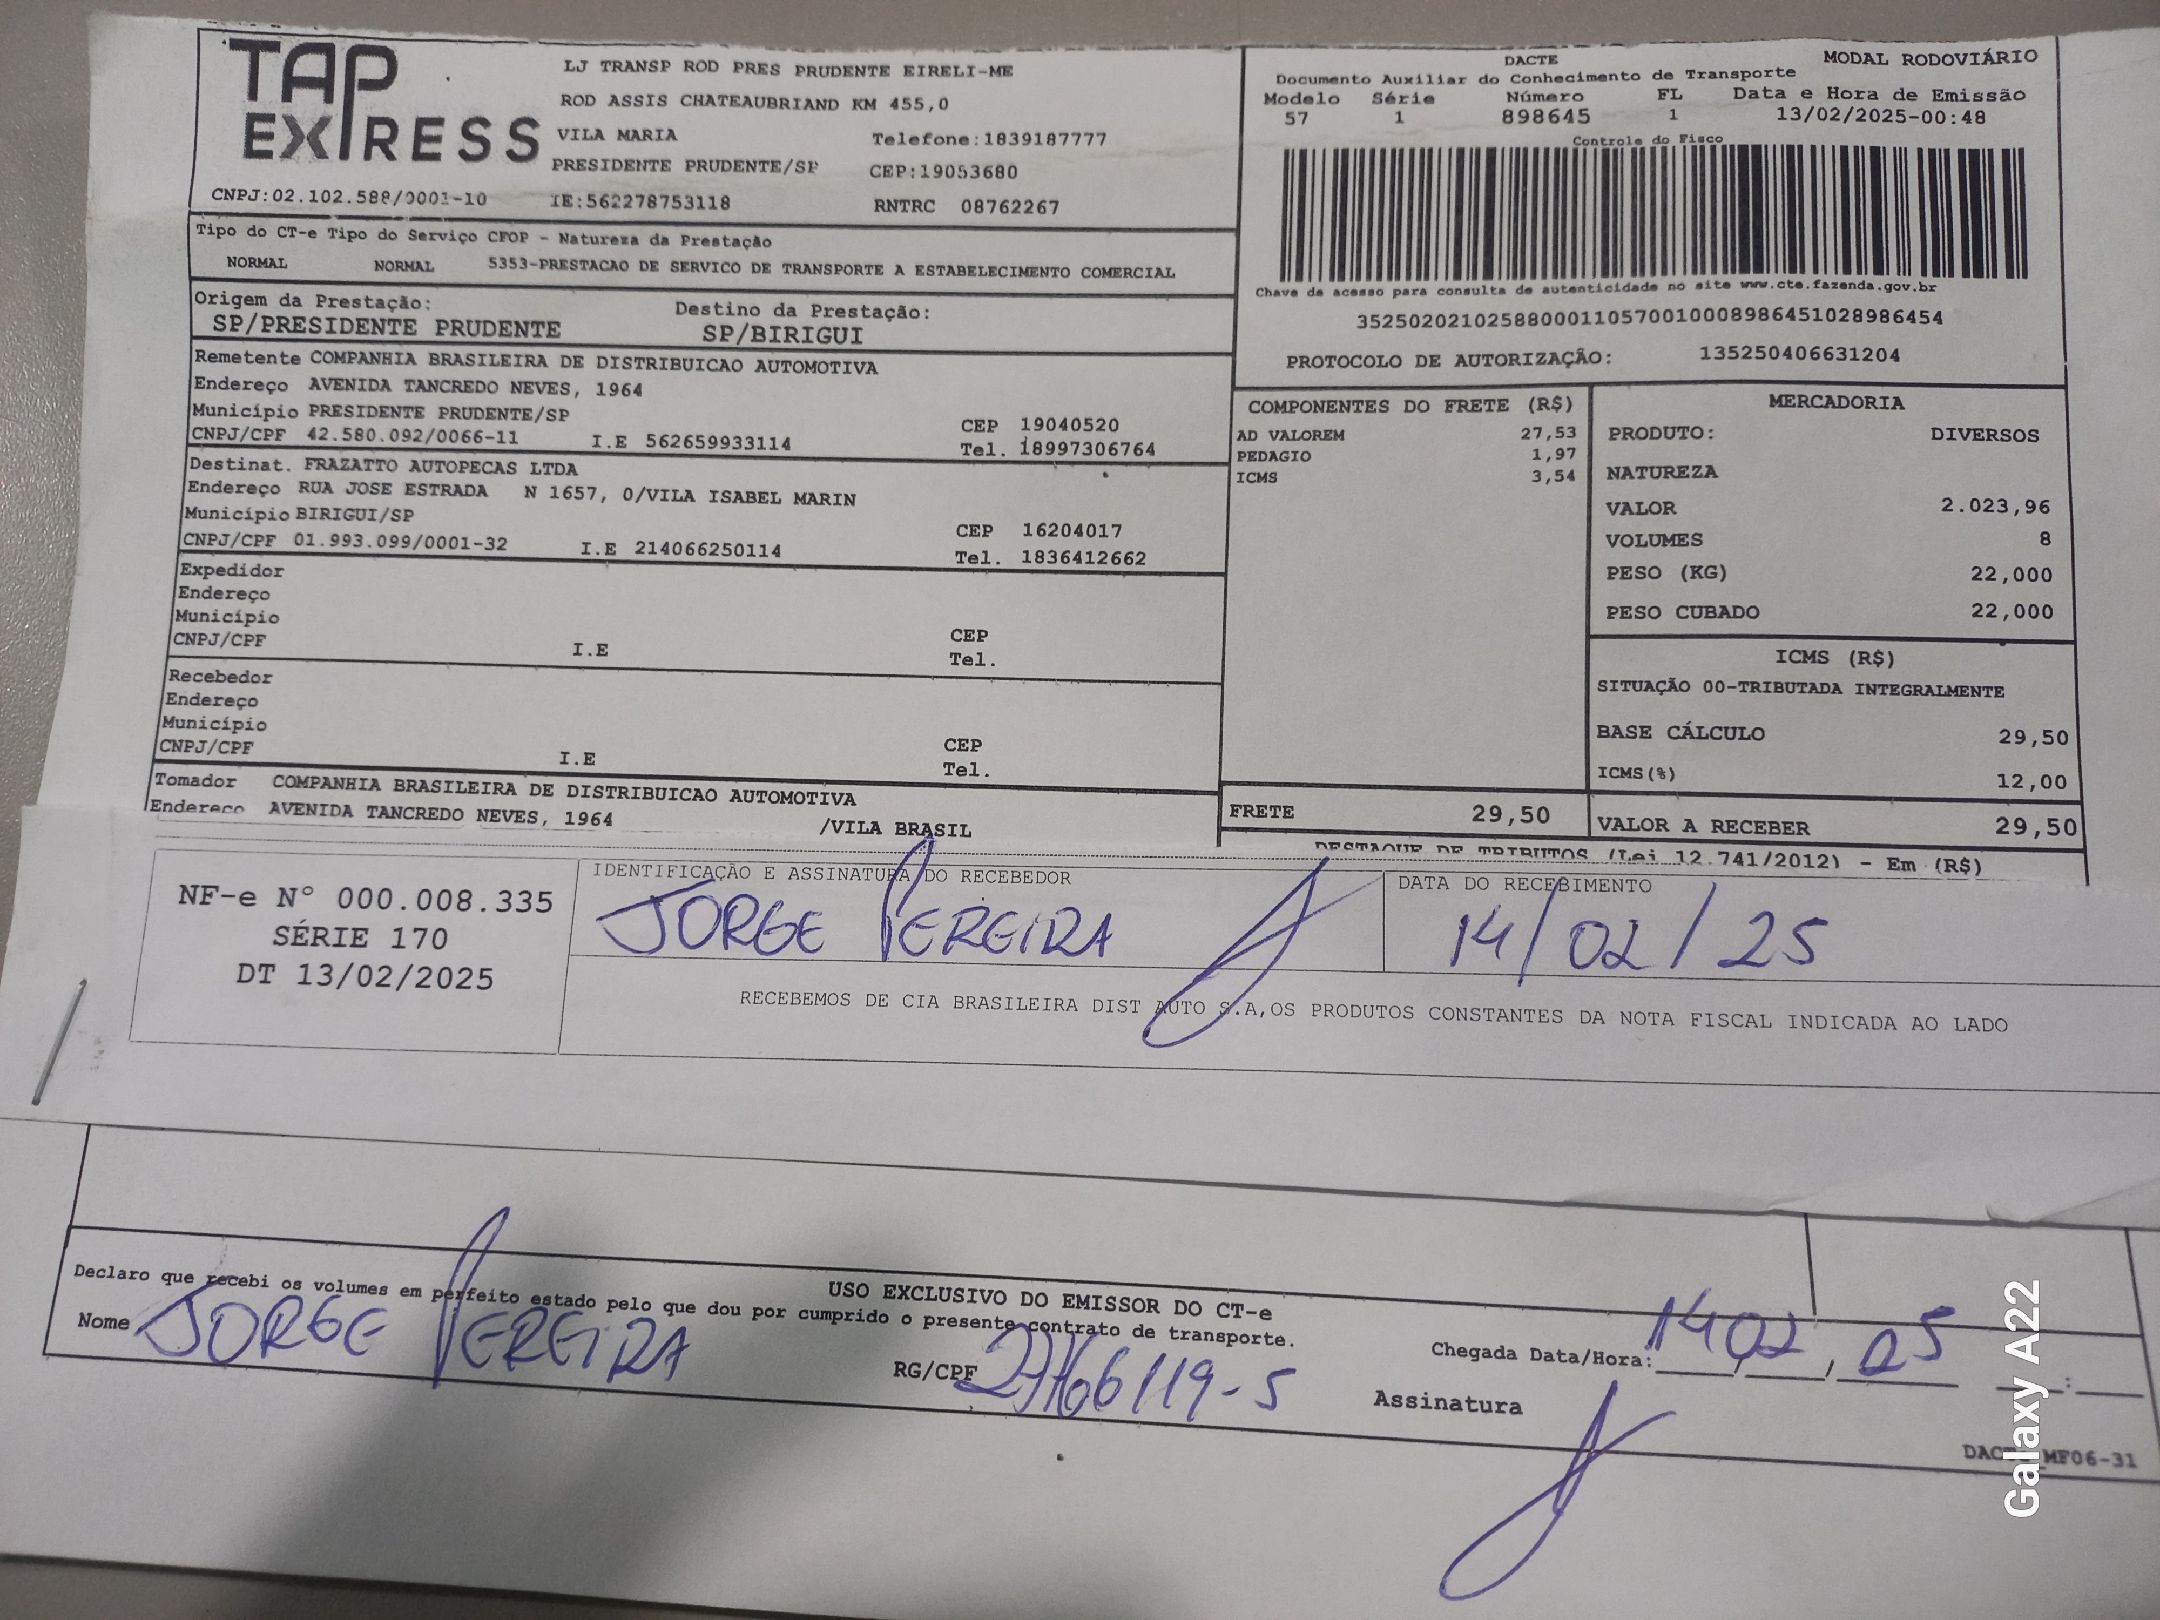 TAP EXPRESS
LJ TRANSP ROD PRES PRUDENTE EIRELI-ME
ROD ASSIS CHATEAUBRIAND KM 455,0
VILA MARIA Telefone:1839187777
PRESIDENTE PRUDENTE/SP CEP:19053680
CNPJ:02.102.588/0001-10 IE:562278753118 RNTRC 08762267
DACTE MODAL RODOVIÁRIO
Documento Auxiliar do Conhecimento de Transporte
Modelo Série Número FL Data e Hora de Emissão
57 1 898645 1 13/02/2025-00:48
Controle do Fisco
Chave de acesso para consulta de autenticidade no site www.cte.fazenda.gov.br
35250202102588000110570010008986451028986454
PROTOCOLO DE AUTORIZAÇÃO: 135250406631204
Tipo do CT-e Tipo do Serviço CFOP - Natureza da Prestação
NORMAL NORMAL 5353-PRESTACAO DE SERVICO DE TRANSPORTE A ESTABELECIMENTO COMERCIAL
Origem da Prestação: Destino da Prestação:
SP/PRESIDENTE PRUDENTE SP/BIRIGUI
Remetente COMPANHIA BRASILEIRA DE DISTRIBUICAO AUTOMOTIVA
Endereço AVENIDA TANCREDO NEVES, 1964
Município PRESIDENTE PRUDENTE/SP CEP 19040520
CNPJ/CPF 42.580.092/0066-11 I.E 562659933114 Tel. 18997306764
Destinat. FRAZATTO AUTOPECAS LTDA
Endereço RUA JOSE ESTRADA N 1657, 0/VILA ISABEL MARIN
Município BIRIGUI/SP CEP 16204017
CNPJ/CPF 01.993.099/0001-32 I.E 214066250114 Tel. 1836412662
Expedidor
Endereço
Município CEP
CNPJ/CPF I.E Tel.
Recebedor
Endereço
Município CEP
CNPJ/CPF I.E Tel.
Tomador COMPANHIA BRASILEIRA DE DISTRIBUICAO AUTOMOTIVA
Endereço AVENIDA TANCREDO NEVES, 1964 /VILA BRASIL
COMPONENTES DO FRETE (R$)
AD VALOREM 27,53
PEDAGIO 1,97
ICMS 3,54
FRETE 29,50
MERCADORIA
PRODUTO: DIVERSOS
NATUREZA
VALOR 2.023,96
VOLUMES 8
PESO (KG) 22,000
PESO CUBADO 22,000
ICMS (R$)
SITUAÇÃO 00-TRIBUTADA INTEGRALMENTE
BASE CÁLCULO 29,50
ICMS(%) 12,00
VALOR A RECEBER 29,50
DESTAQUE DE TRIBUTOS (Lei 12.741/2012) - Em (R$)
NF-e Nº 000.008.335
SÉRIE 170
DT 13/02/2025
IDENTIFICAÇÃO E ASSINATURA DO RECEBEDOR
JORGE PEREIRA
DATA DO RECEBIMENTO
14/02/25
RECEBEMOS DE CIA BRASILEIRA DIST AUTO S.A,OS PRODUTOS CONSTANTES DA NOTA FISCAL INDICADA AO LADO
USO EXCLUSIVO DO EMISSOR DO CT-e
Declaro que recebi os volumes em perfeito estado pelo que dou por cumprido o presente contrato de transporte.
Nome JORGE PEREIRA
RG/CPF
Chegada Data/Hora: 14 02 25
Assinatura
DACTE MF06-31
Galaxy A22